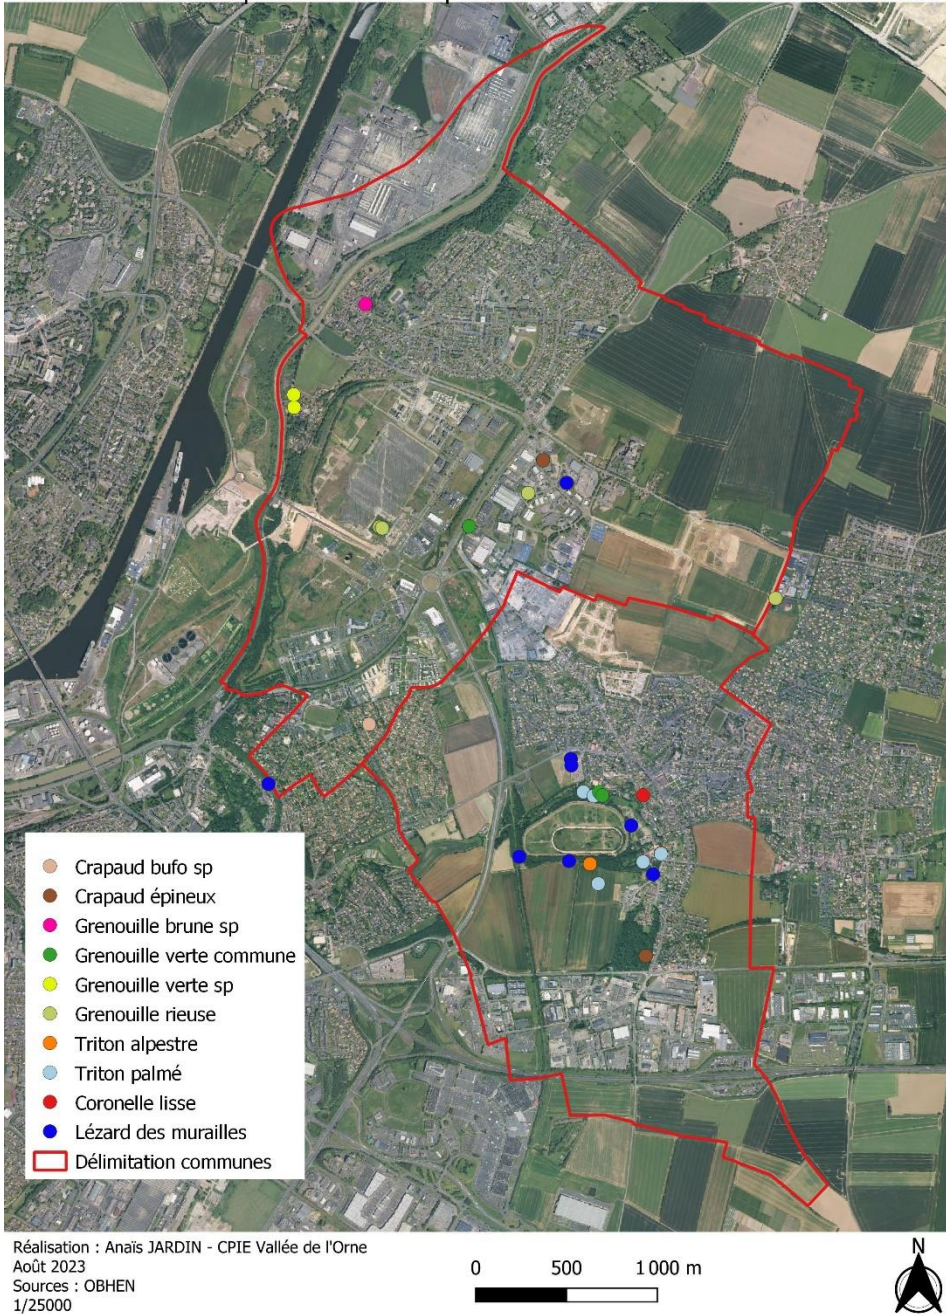 Crapaud bufo sp
Crapaud épineux
Grenouille brune sp
Grenouille verte commune
Grenouille verte sp
Grenouille rieuse
Triton alpestre
Triton palmé
Coronelle lisse
Lézard des murailles
Délimitation communes
Réalisation : Anaïs JARDIN - CPIE Vallée de l'Orne
Août 2023
Sources : OBHEN
1/25000
0 500 1 000 m
N